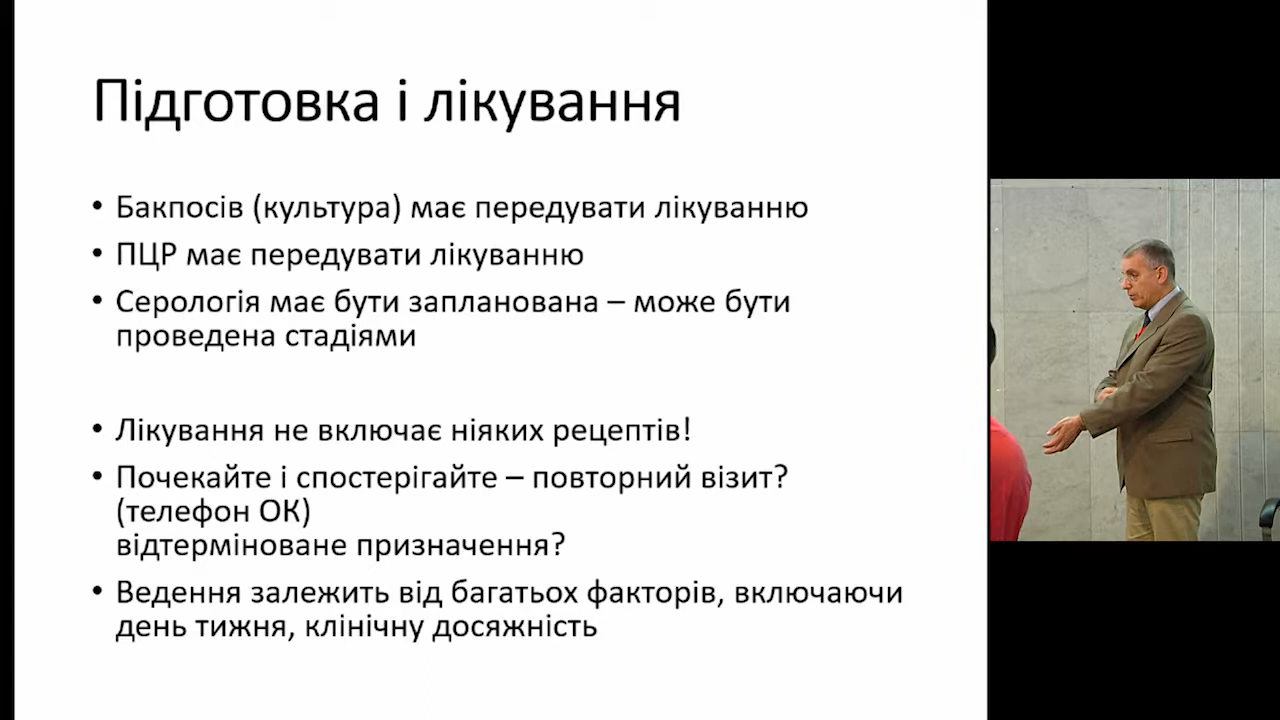 Підготовка і лікування
• Бакпосів (культура) має передувати лікуванню
• ПЦР має передувати лікуванню
• Серологія має бути запланована – може бути
проведена стадіями
• Лікування не включає ніяких рецептів!
• Почекайте і спостерігайте – повторний візит?
(телефон ОК)
відтерміноване призначення?
• Ведення залежить від багатьох факторів, включаючи
день тижня, клінічну досяжність